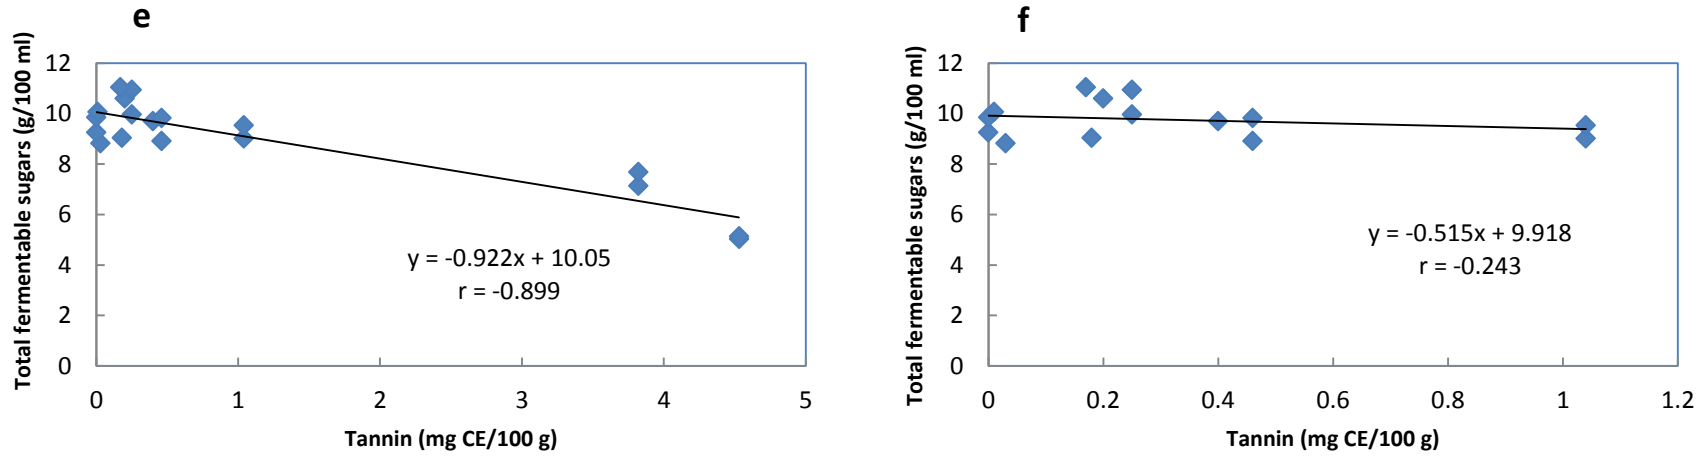 e
Total fermentable sugars (g/100 ml)
12
10
8
6
4
2
0
y = -0.922x + 10.05
r = -0.899
0 1 2 3 4 5
Tannin (mg CE/100 g)
f
Total fermentable sugars (g/100 ml)
12
10
8
6
4
2
0
y = -0.515x + 9.918
r = -0.243
0 0.2 0.4 0.6 0.8 1 1.2
Tannin (mg CE/100 g)